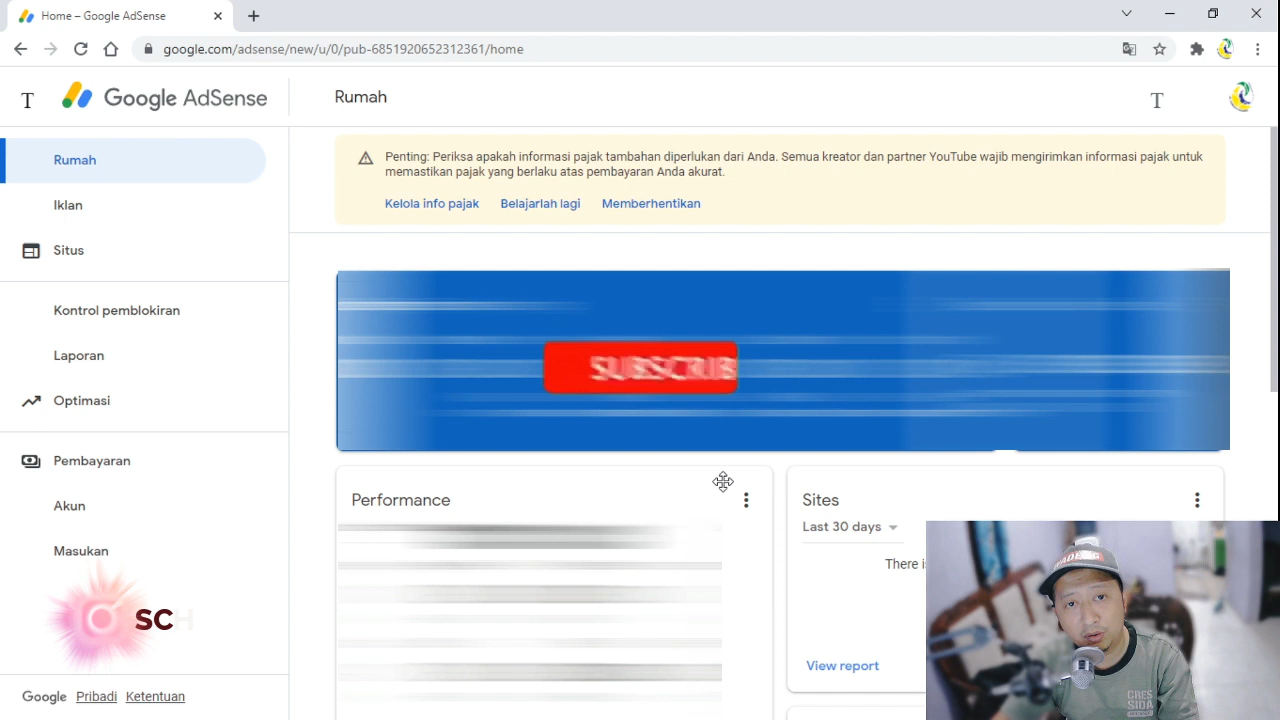 Home – Google AdSense
google.com/adsense/new/u/0/pub-6851920652312361/home
T
Google AdSense
Rumah
T
Rumah
Iklan
Situs
Kontrol pemblokiran
Laporan
Optimasi
Pembayaran
Akun
Masukan
SCH
Google Pribadi Ketentuan
Penting: Periksa apakah informasi pajak tambahan diperlukan dari Anda. Semua kreator dan partner YouTube wajib mengirimkan informasi pajak untuk
memastikan pajak yang berlaku atas pembayaran Anda akurat.
Kelola info pajak Belajarlah lagi Memberhentikan
Performance
Sites
Last 30 days
View report
CRES
SIDA